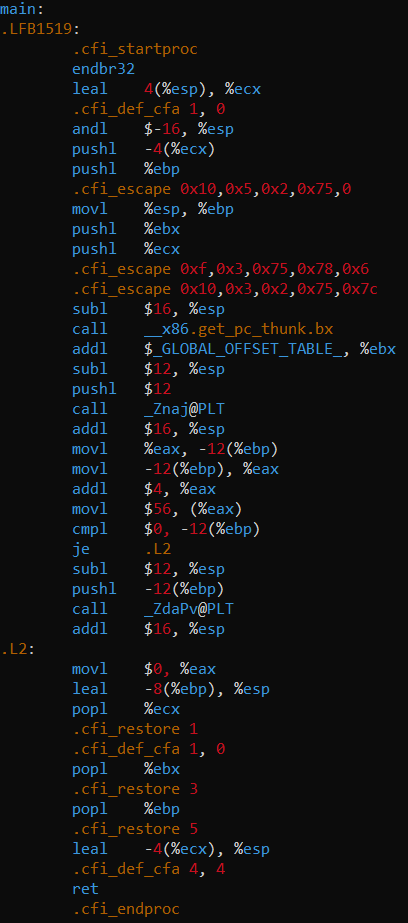 main:
.LFB1519:
        .cfi_startproc
        endbr32
        leal    4(%esp), %ecx
        .cfi_def_cfa 1, 0
        andl    $-16, %esp
        pushl   -4(%ecx)
        pushl   %ebp
        .cfi_escape 0x10,0x5,0x2,0x75,0
        movl    %esp, %ebp
        pushl   %ebx
        pushl   %ecx
        .cfi_escape 0xf,0x3,0x75,0x78,0x6
        .cfi_escape 0x10,0x3,0x2,0x75,0x7c
        subl    $16, %esp
        call    __x86.get_pc_thunk.bx
        addl    $_GLOBAL_OFFSET_TABLE_, %ebx
        subl    $12, %esp
        pushl   $12
        call    _Znaj@PLT
        addl    $16, %esp
        movl    %eax, -12(%ebp)
        movl    -12(%ebp), %eax
        addl    $4, %eax
        movl    $56, (%eax)
        cmpl    $0, -12(%ebp)
        je      .L2
        subl    $12, %esp
        pushl   -12(%ebp)
        call    _ZdaPv@PLT
        addl    $16, %esp
.L2:
        movl    $0, %eax
        leal    -8(%ebp), %esp
        popl    %ecx
        .cfi_restore 1
        .cfi_def_cfa 1, 0
        popl    %ebx
        .cfi_restore 3
        popl    %ebp
        .cfi_restore 5
        leal    -4(%ecx), %esp
        .cfi_def_cfa 4, 4
        ret
        .cfi_endproc